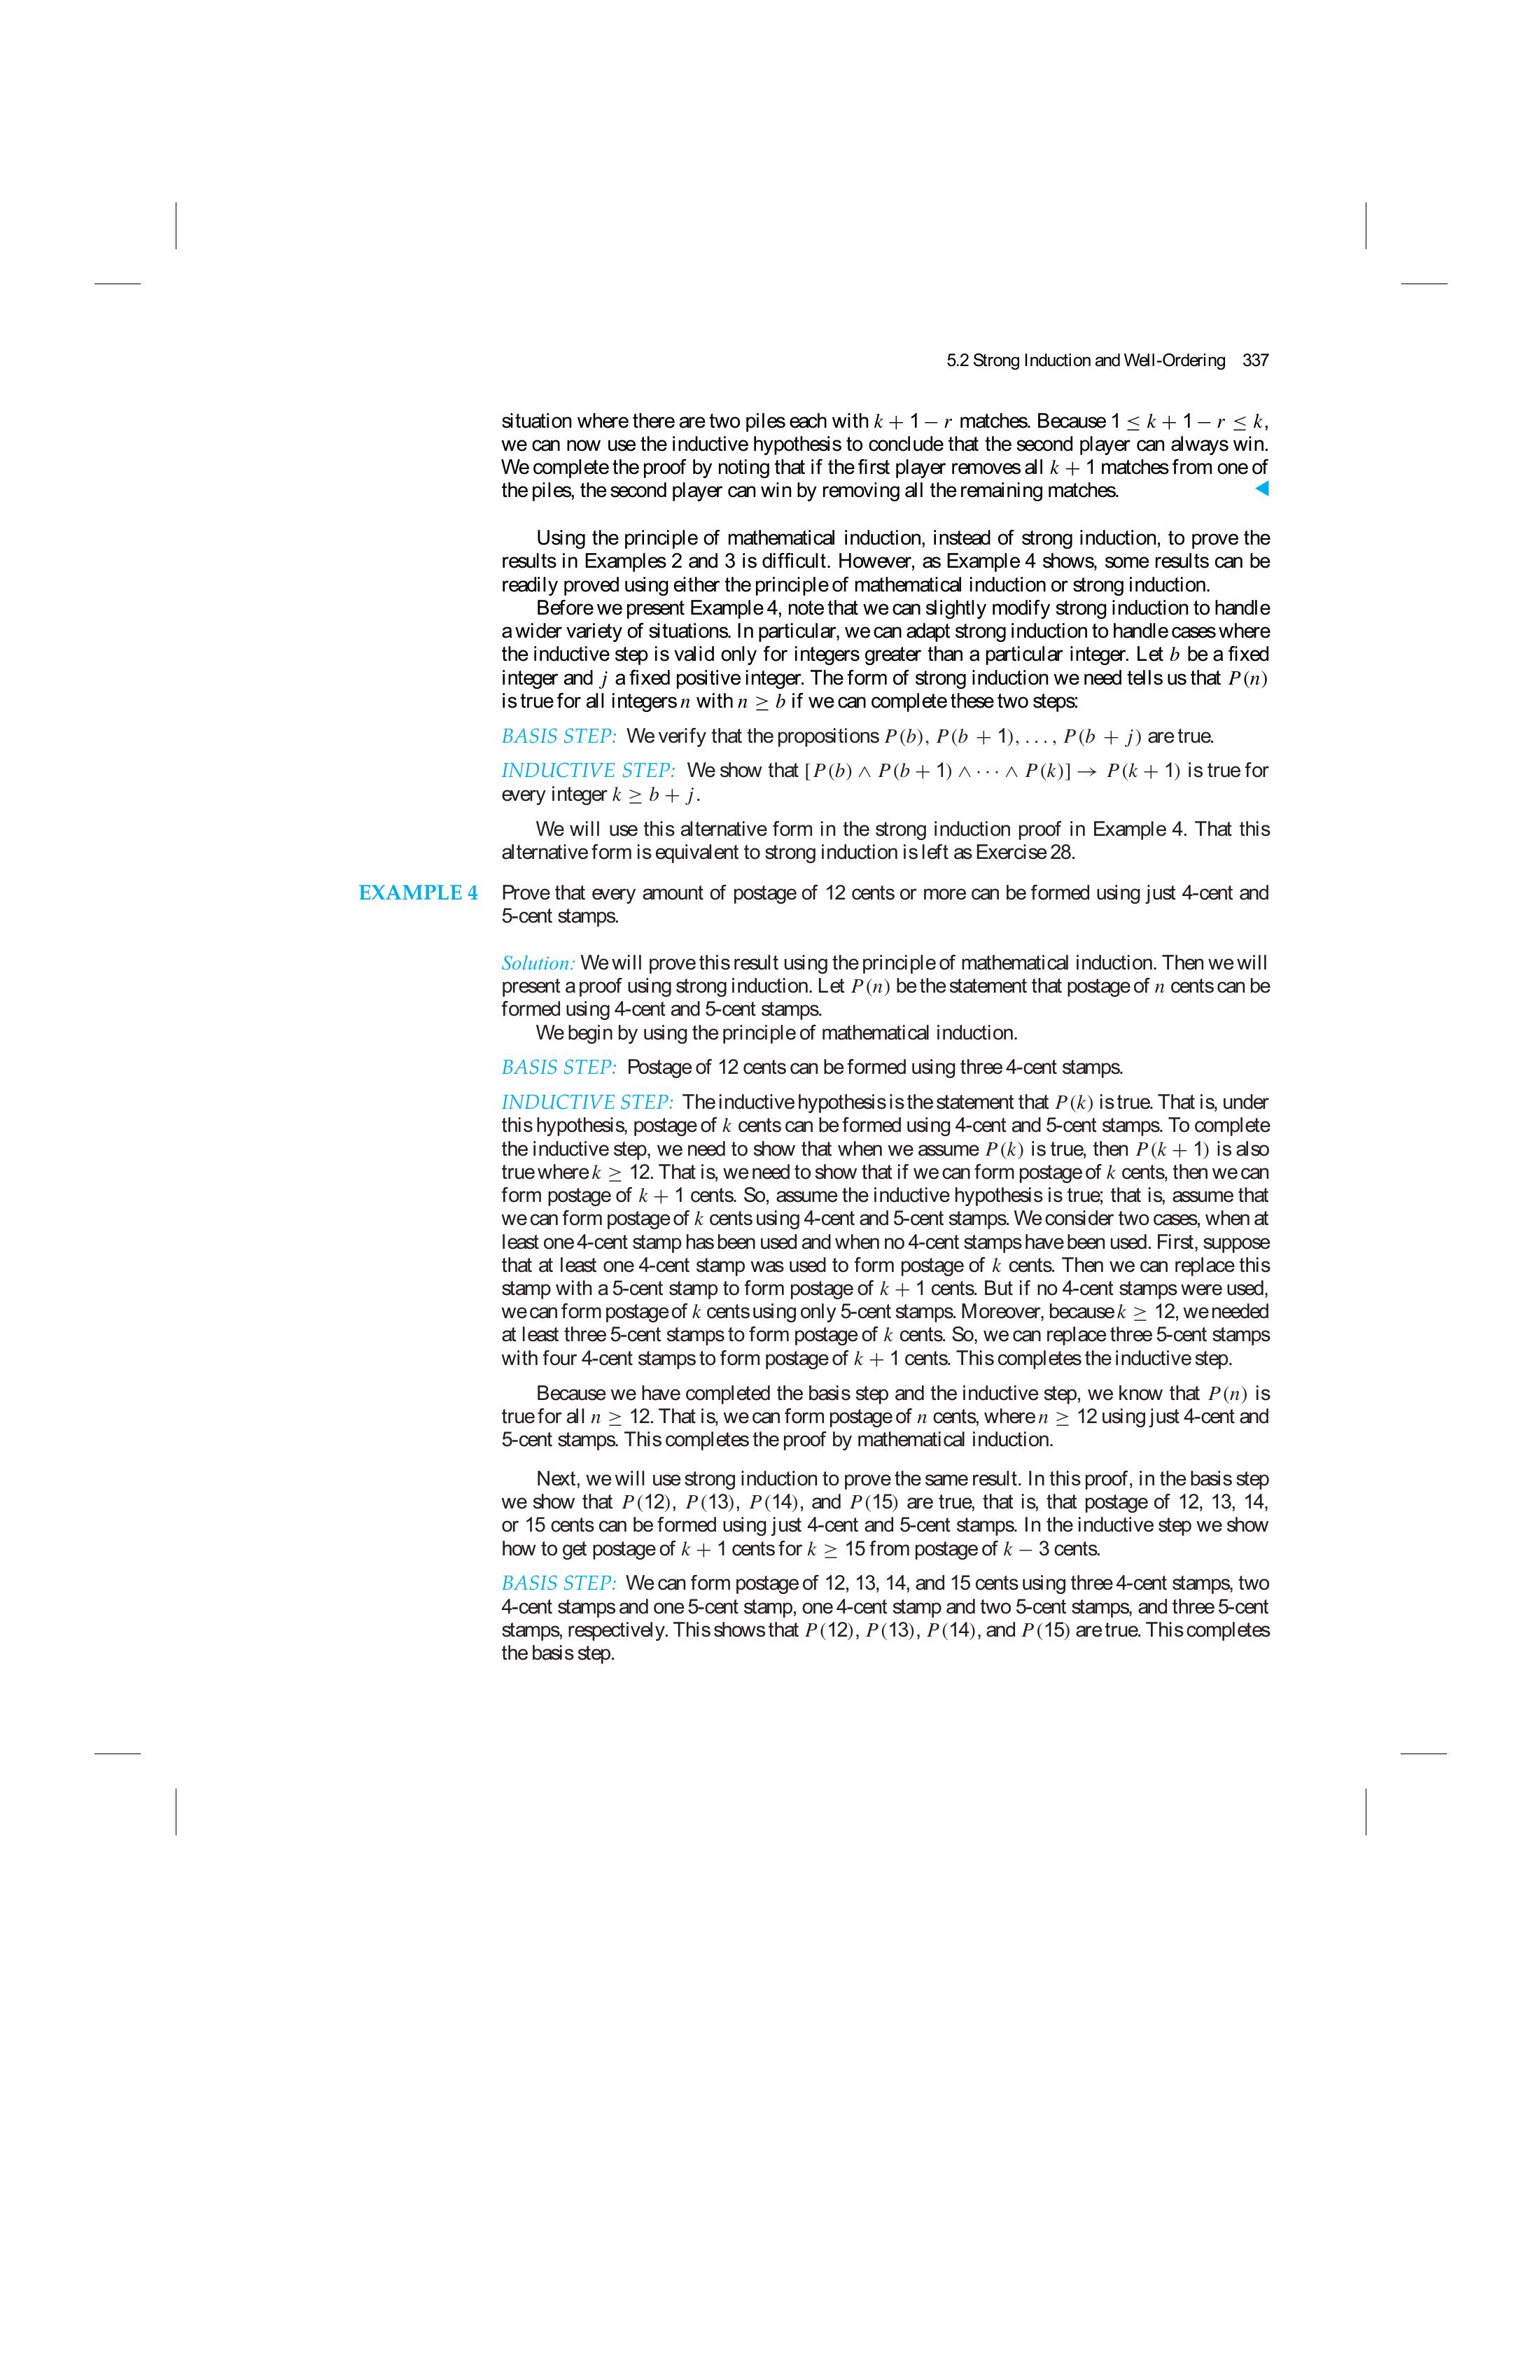 5.2 Strong Induction and Well-Ordering 337
situation where there are two piles each with k + 1 − r matches. Because 1 ≤ k + 1 − r ≤ k,
we can now use the inductive hypothesis to conclude that the second player can always win.
We complete the proof by noting that if the first player removes all k + 1 matches from one of
the piles, the second player can win by removing all the remaining matches.
Using the principle of mathematical induction, instead of strong induction, to prove the
results in Examples 2 and 3 is difficult. However, as Example 4 shows, some results can be
readily proved using either the principle of mathematical induction or strong induction.
Before we present Example 4, note that we can slightly modify strong induction to handle
a wider variety of situations. In particular, we can adapt strong induction to handle cases where
the inductive step is valid only for integers greater than a particular integer. Let b be a fixed
integer and j a fixed positive integer. The form of strong induction we need tells us that P(n)
is true for all integers n with n ≥ b if we can complete these two steps:
BASIS STEP: We verify that the propositions P(b), P(b + 1), . . . , P(b + j) are true.
INDUCTIVE STEP: We show that [P(b) ∧ P(b + 1) ∧ · · · ∧ P(k)] → P(k + 1) is true for
every integer k ≥ b + j.
We will use this alternative form in the strong induction proof in Example 4. That this
alternative form is equivalent to strong induction is left as Exercise 28.
EXAMPLE 4 Prove that every amount of postage of 12 cents or more can be formed using just 4-cent and
5-cent stamps.
Solution: We will prove this result using the principle of mathematical induction. Then we will
present a proof using strong induction. Let P(n) be the statement that postage of n cents can be
formed using 4-cent and 5-cent stamps.
We begin by using the principle of mathematical induction.
BASIS STEP: Postage of 12 cents can be formed using three 4-cent stamps.
INDUCTIVE STEP: The inductive hypothesis is the statement that P(k) is true. That is, under
this hypothesis, postage of k cents can be formed using 4-cent and 5-cent stamps. To complete
the inductive step, we need to show that when we assume P(k) is true, then P(k + 1) is also
true where k ≥ 12. That is, we need to show that if we can form postage of k cents, then we can
form postage of k + 1 cents. So, assume the inductive hypothesis is true; that is, assume that
we can form postage of k cents using 4-cent and 5-cent stamps. We consider two cases, when at
least one 4-cent stamp has been used and when no 4-cent stamps have been used. First, suppose
that at least one 4-cent stamp was used to form postage of k cents. Then we can replace this
stamp with a 5-cent stamp to form postage of k + 1 cents. But if no 4-cent stamps were used,
we can form postage of k cents using only 5-cent stamps. Moreover, because k ≥ 12, we needed
at least three 5-cent stamps to form postage of k cents. So, we can replace three 5-cent stamps
with four 4-cent stamps to form postage of k + 1 cents. This completes the inductive step.
Because we have completed the basis step and the inductive step, we know that P(n) is
true for all n ≥ 12. That is, we can form postage of n cents, where n ≥ 12 using just 4-cent and
5-cent stamps. This completes the proof by mathematical induction.
Next, we will use strong induction to prove the same result. In this proof, in the basis step
we show that P(12), P(13), P(14), and P(15) are true, that is, that postage of 12, 13, 14,
or 15 cents can be formed using just 4-cent and 5-cent stamps. In the inductive step we show
how to get postage of k + 1 cents for k ≥ 15 from postage of k − 3 cents.
BASIS STEP: We can form postage of 12, 13, 14, and 15 cents using three 4-cent stamps, two
4-cent stamps and one 5-cent stamp, one 4-cent stamp and two 5-cent stamps, and three 5-cent
stamps, respectively. This shows that P(12), P(13), P(14), and P(15) are true. This completes
the basis step.